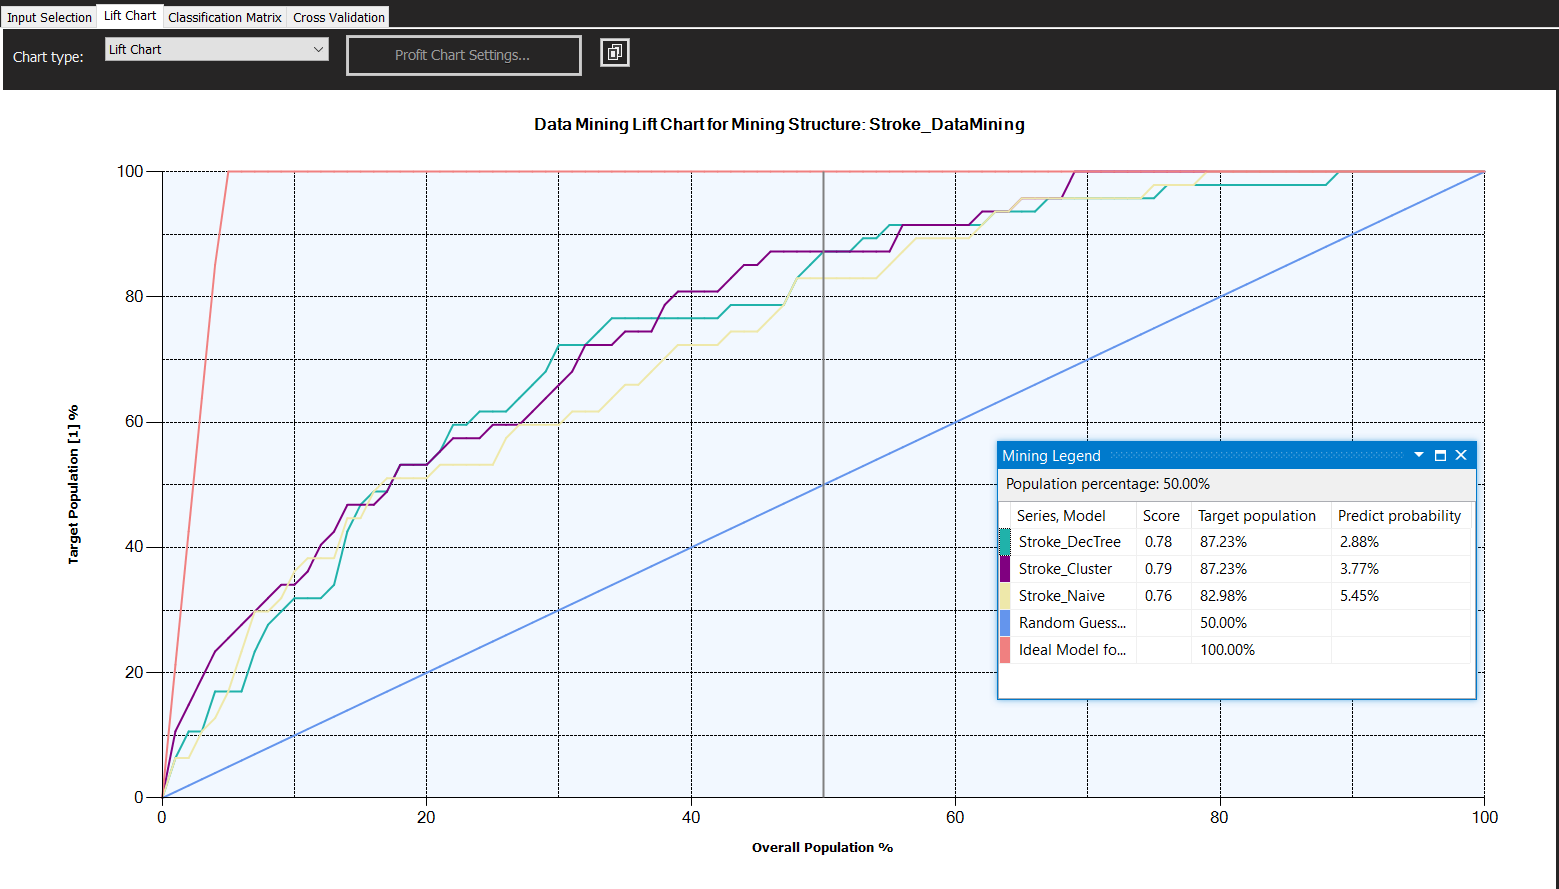 Input Selection Lift Chart Classification Matrix Cross Validation
Chart type: Lift Chart Profit Chart Settings...
Data Mining Lift Chart for Mining Structure: Stroke_DataMining
100
80
60
40
20
0
Target Population [1] %
0 20 40 60 80 100
Overall Population %
Mining Legend
Population percentage: 50.00%
Series, Model Score Target population Predict probability
Stroke_DecTree 0.78 87.23% 2.88%
Stroke_Cluster 0.79 87.23% 3.77%
Stroke_Naive 0.76 82.98% 5.45%
Random Guess... 50.00%
Ideal Model fo... 100.00%